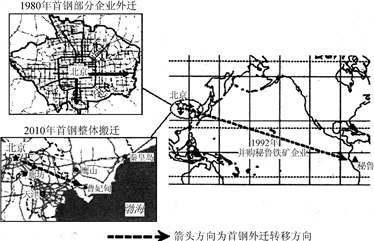 1980年首钢部分企业外迁
北京
2010年首钢整体搬迁
北京
秦皇岛
唐山
曹妃甸
渤海
北京
1992年
并购秘鲁铁矿企业
秘鲁
箭头方向为首钢外迁转移方向